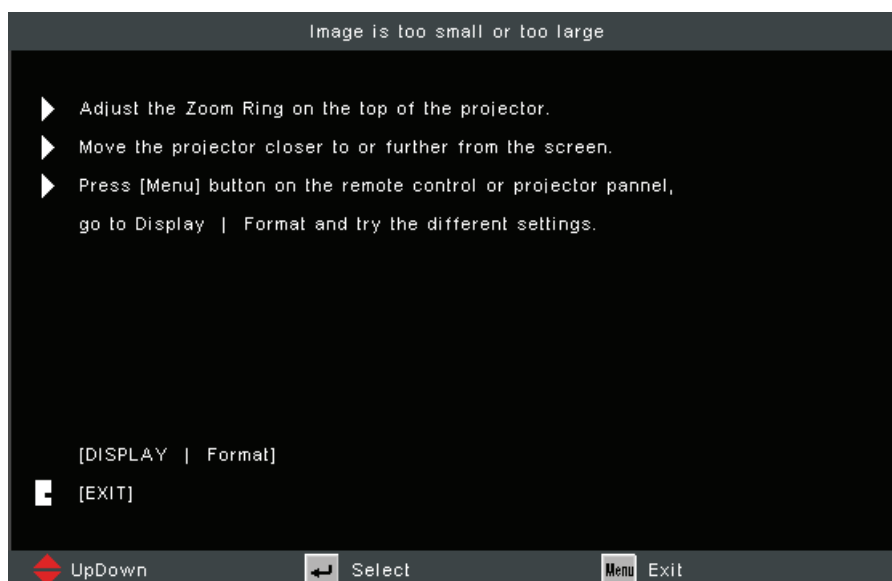 Image is too small or too large
Adjust the Zoom Ring on the top of the projector.
Move the projector closer to or further from the screen.
Press [Menu] button on the remote control or projector pannel,
go to Display | Format and try the different settings.
[DISPLAY | Format]
[EXIT]
UpDown Select Menu Exit